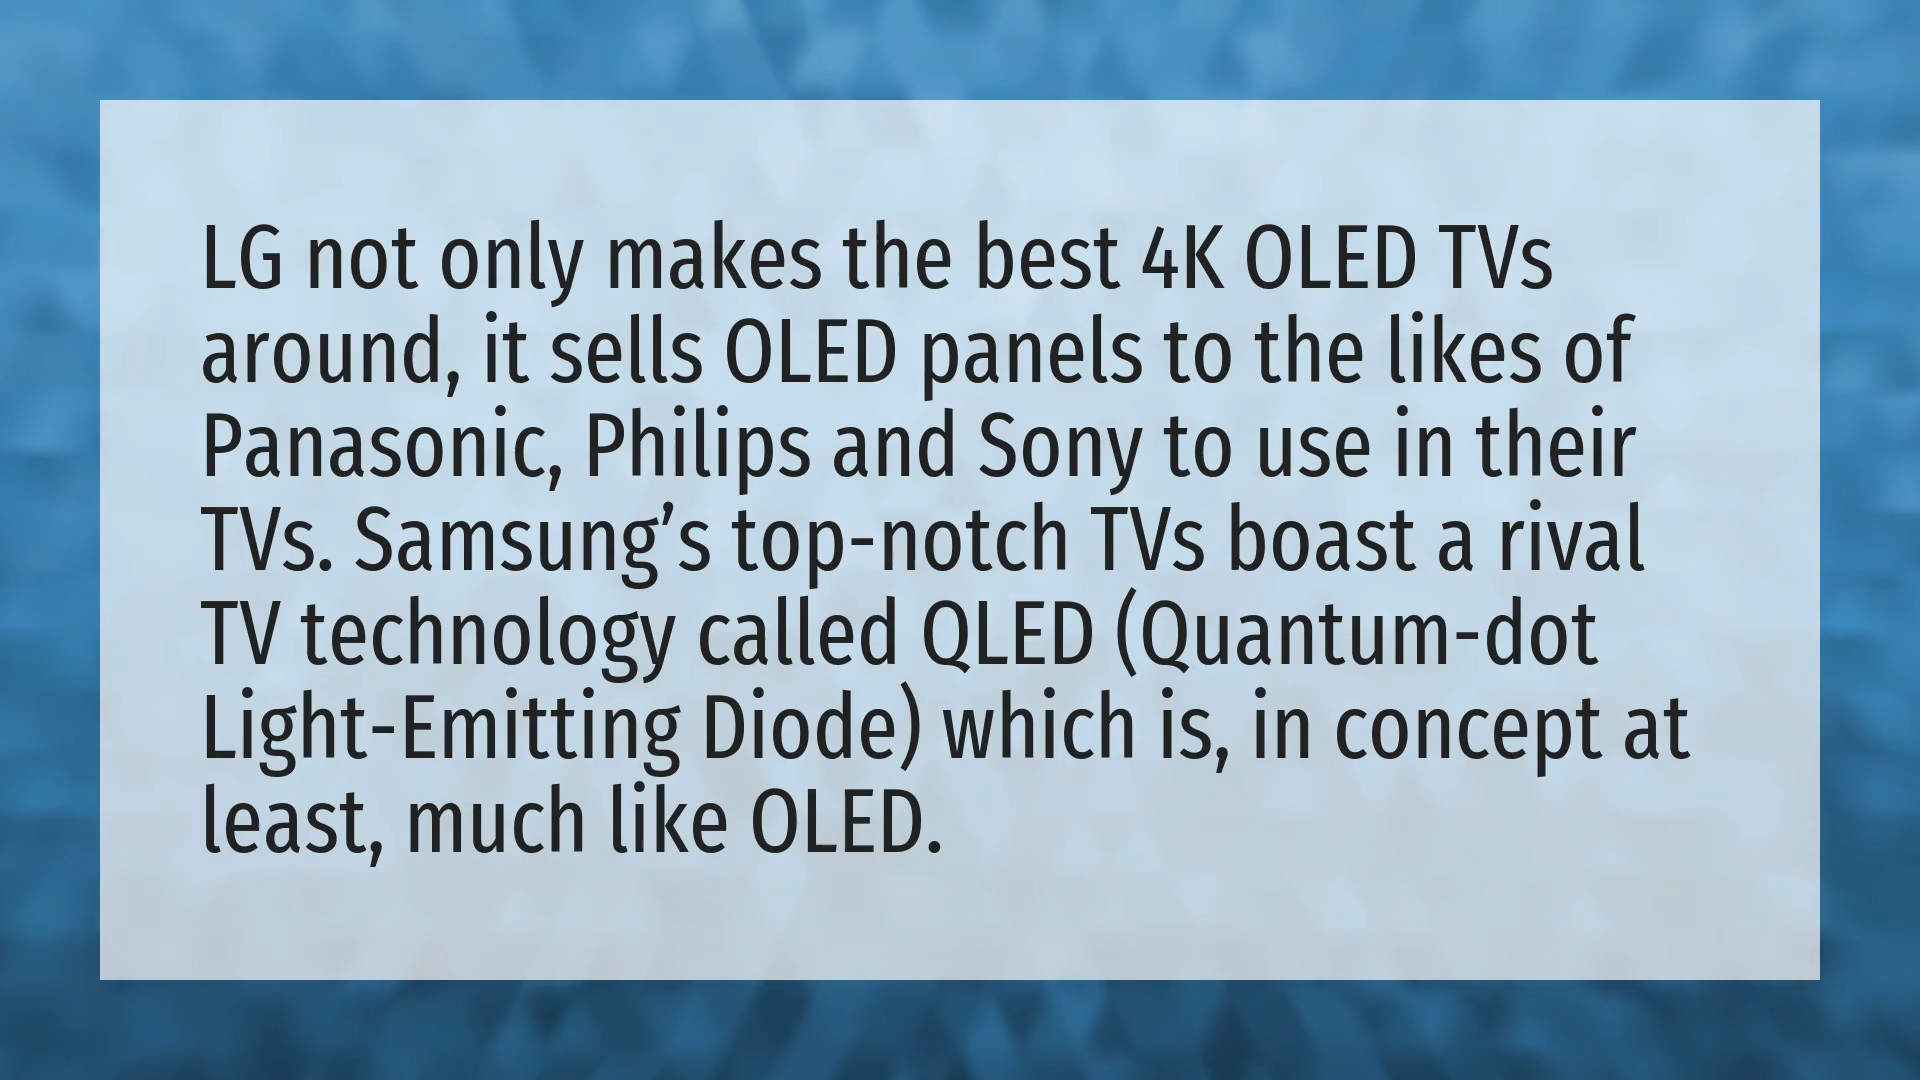 LG not only makes the best 4K OLED TVs
around, it sells OLED panels to the likes of
Panasonic, Philips and Sony to use in their
TVs. Samsung’s top-notch TVs boast a rival
TV technology called QLED (Quantum-dot
Light-Emitting Diode) which is, in concept at
least, much like OLED.